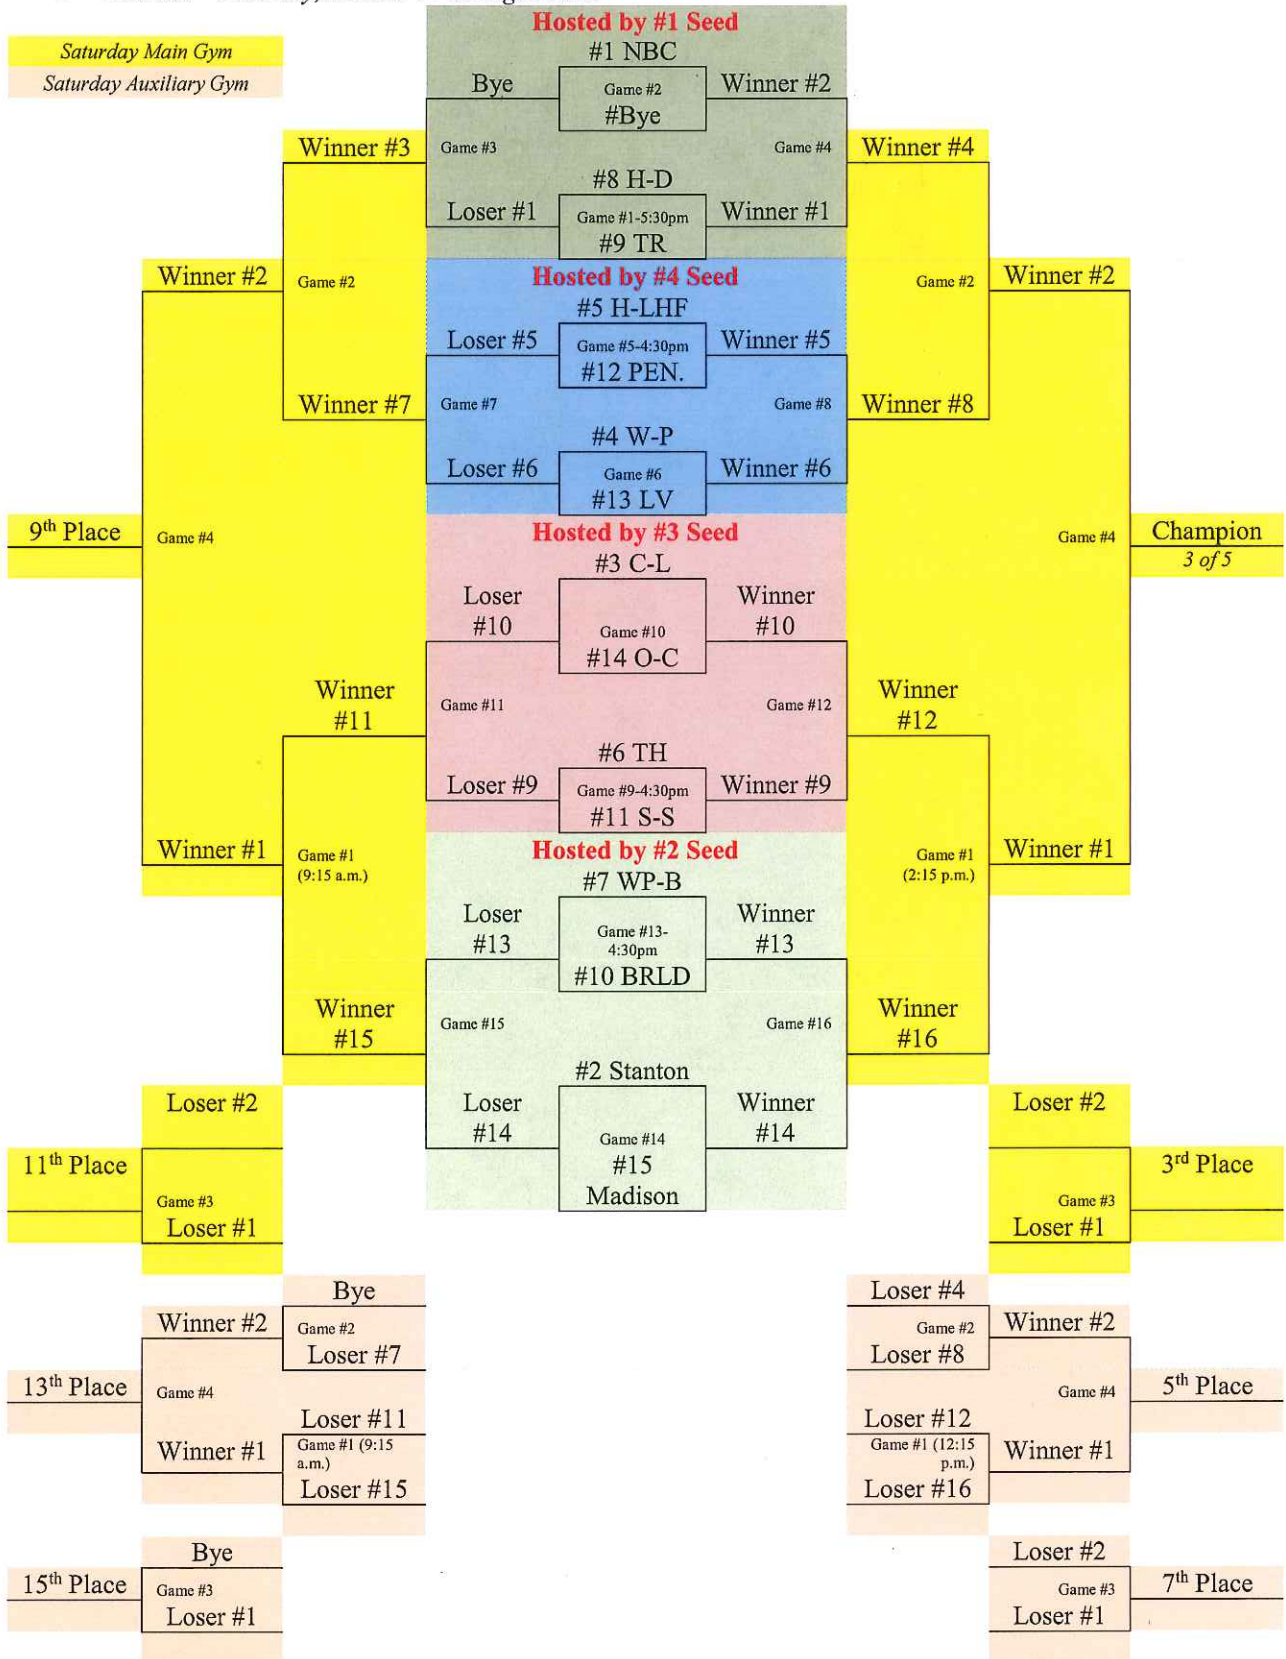 Hosted by #1 Seed
Saturday Main Gym
Saturday Auxiliary Gym
#1 NBC
Bye
Game #2
Winner #2
#Bye
Winner #3
Game #3
Game #4
Winner #4
#8 H-D
Loser #1
Game #1-5:30pm
Winner #1
#9 TR
Hosted by #4 Seed
Winner #2
Game #2
Game #2
Winner #2
#5 H-LHF
Loser #5
Game #5-4:30pm
Winner #5
#12 PEN.
Winner #7
Game #7
Game #8
Winner #8
#4 W-P
Loser #6
Game #6
Winner #6
#13 LV
Hosted by #3 Seed
9th Place
Game #4
Game #4
Champion
3 of 5
#3 C-L
Loser
#10
Game #10
Winner
#10
#14 O-C
Winner
#11
Game #11
Game #12
Winner
#12
#6 TH
Loser #9
Game #9-4:30pm
Winner #9
#11 S-S
Hosted by #2 Seed
Winner #1
Game #1
(9:15 a.m.)
Game #1
(2:15 p.m.)
Winner #1
#7 WP-B
Loser
#13
Game #13-
4:30pm
Winner
#13
#10 BRLD
Winner
#15
Game #15
Game #16
Winner
#16
#2 Stanton
Loser
#14
Game #14
Winner
#14
#15
Madison
Loser #2
Loser #2
11th Place
3rd Place
Game #3
Loser #1
Game #3
Loser #1
Bye
Loser #4
Winner #2
Game #2
Game #2
Winner #2
Loser #7
Loser #8
13th Place
Game #4
Game #4
5th Place
Loser #11
Loser #12
Winner #1
Game #1 (9:15
a.m.)
Game #1 (12:15
p.m.)
Winner #1
Loser #15
Loser #16
Bye
Loser #2
15th Place
Game #3
Game #3
7th Place
Loser #1
Loser #1